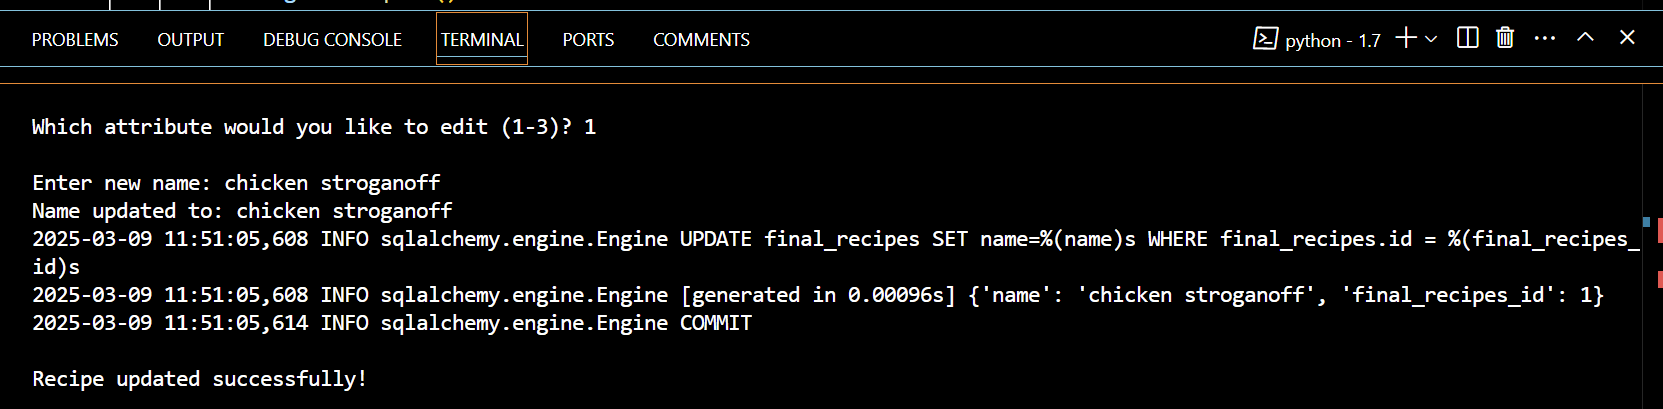 PROBLEMS OUTPUT DEBUG CONSOLE TERMINAL PORTS COMMENTS python - 1.7
Which attribute would you like to edit (1-3)? 1
Enter new name: chicken stroganoff
Name updated to: chicken stroganoff
2025-03-09 11:51:05,608 INFO sqlalchemy.engine.Engine UPDATE final_recipes SET name=%(name)s WHERE final_recipes.id = %(final_recipes_
id)s
2025-03-09 11:51:05,608 INFO sqlalchemy.engine.Engine [generated in 0.00096s] {'name': 'chicken stroganoff', 'final_recipes_id': 1}
2025-03-09 11:51:05,614 INFO sqlalchemy.engine.Engine COMMIT
Recipe updated successfully!